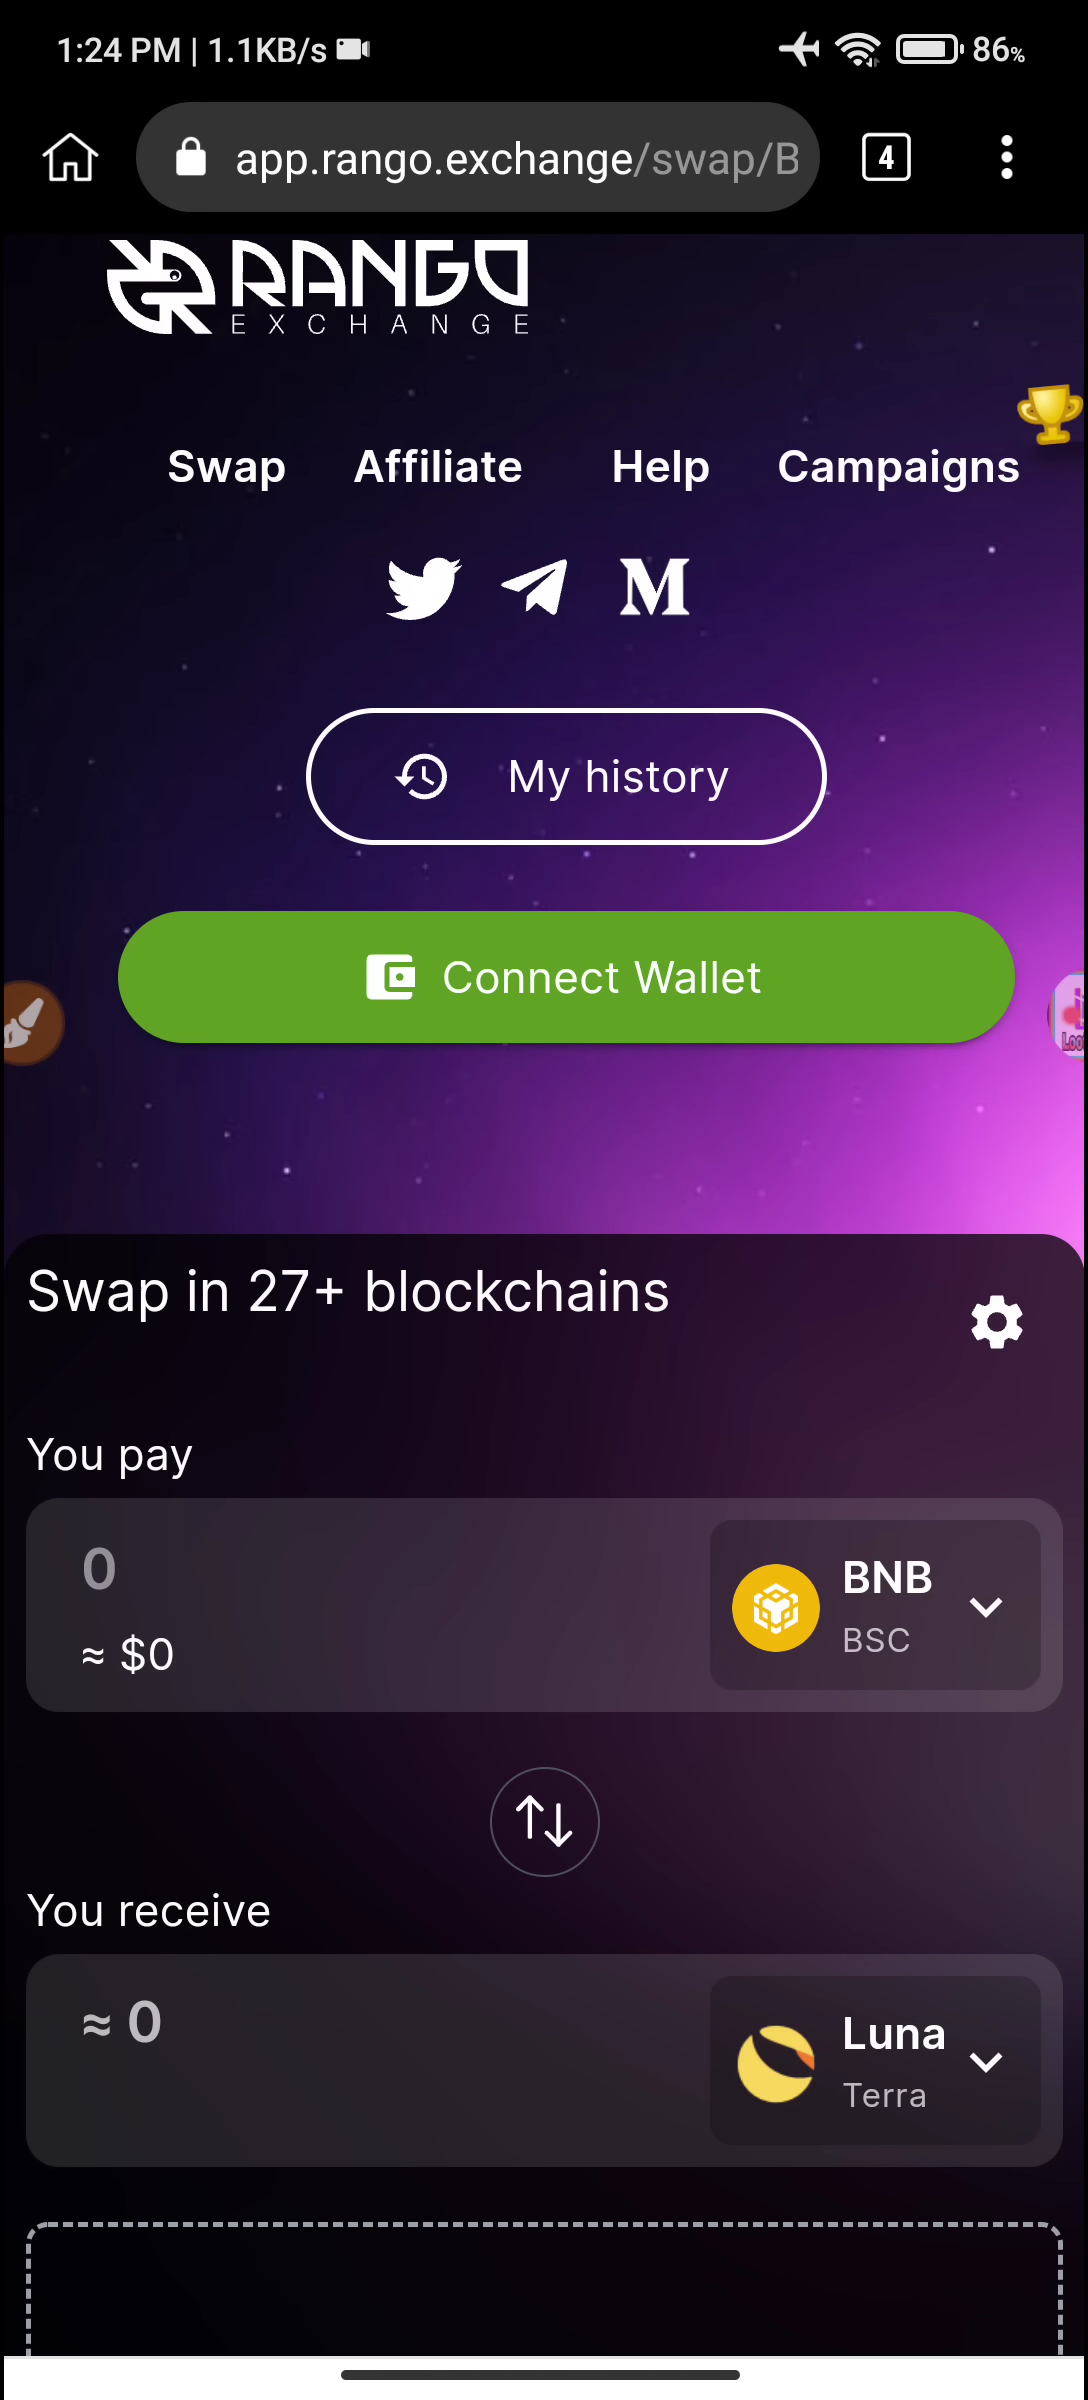 1:24 PM | 1.1KB/s 86%
app.rango.exchange/swap/B
4
RANGO
EXCHANGE
Swap Affiliate Help Campaigns
My history
Connect Wallet
Swap in 27+ blockchains
You pay
0
≈ $0
BNB
BSC
You receive
≈ 0
Luna
Terra